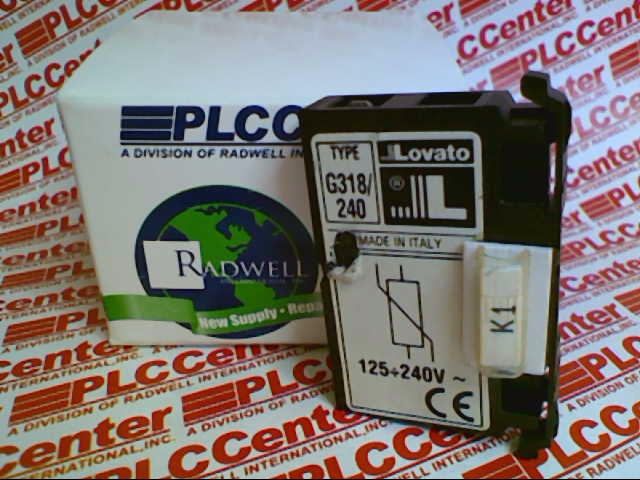 PLCC
A DIVISION OF RADWELL IN
RADWELL
New Supply • Repa
TYPE
G318/
240
Lovato
®
L
MADE IN ITALY
125÷240V ~
CE
K1
PLCCenter
A DIVISION OF RADWELL INTERNATIONAL, INC.